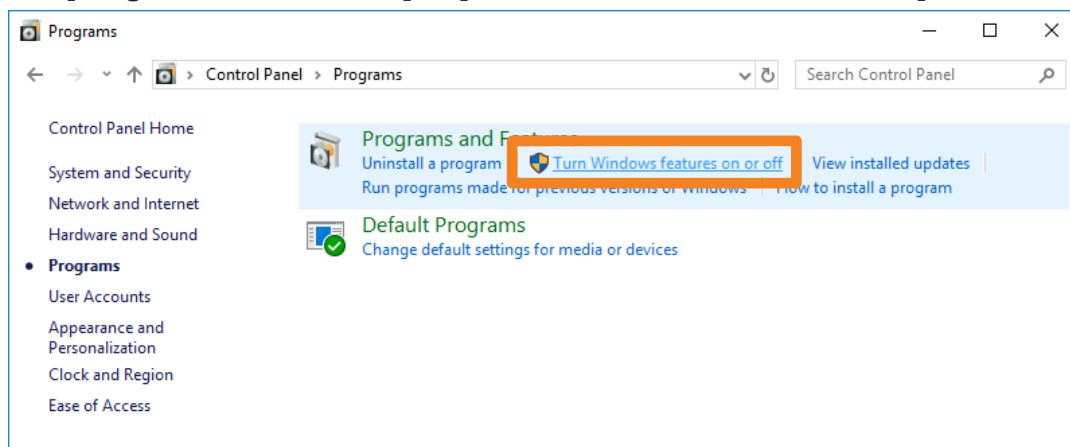 Programs
Control Panel > Programs
Search Control Panel
Control Panel Home
System and Security
Network and Internet
Hardware and Sound
Programs
User Accounts
Appearance and
Personalization
Clock and Region
Ease of Access
Programs and Features
Uninstall a program
Turn Windows features on or off
View installed updates
Run programs made for previous versions of Windows
How to install a program
Default Programs
Change default settings for media or devices